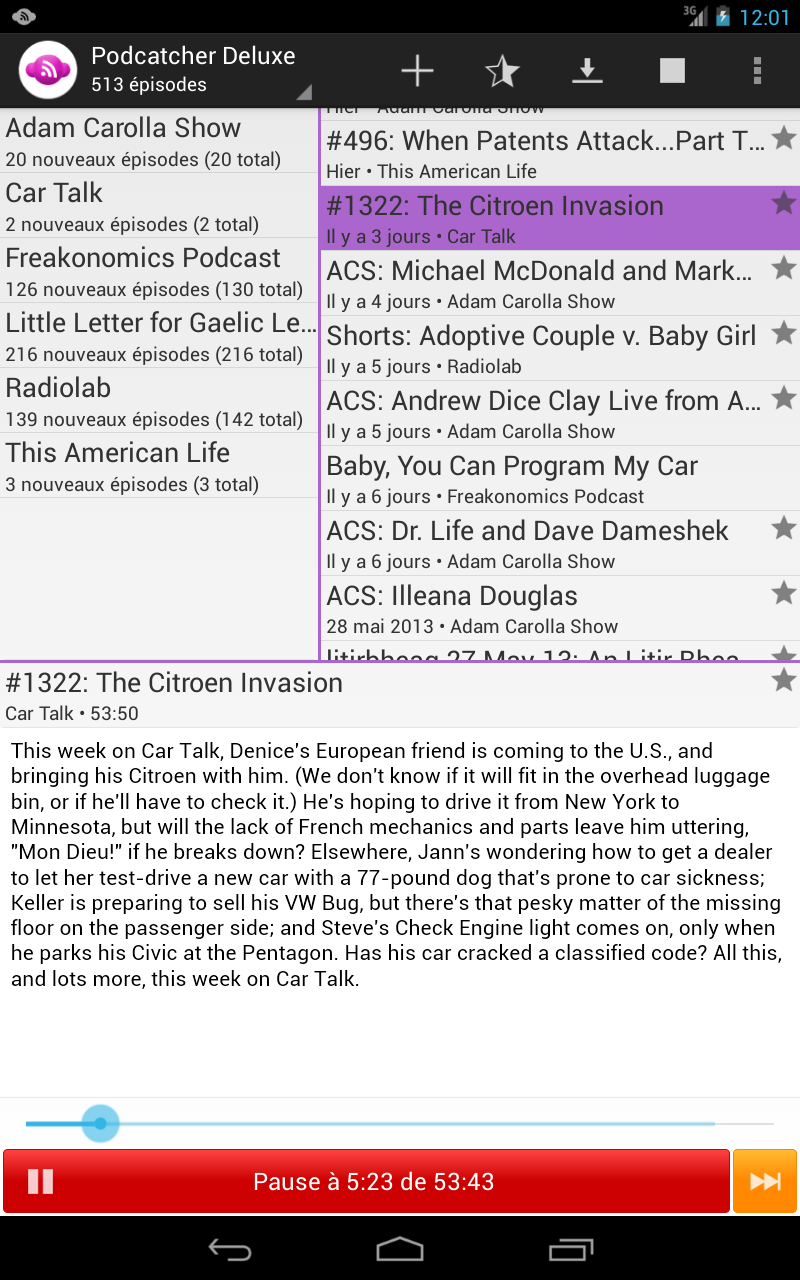 3G 12:01
Podcatcher Deluxe
513 épisodes
Adam Carolla Show
20 nouveaux épisodes (20 total)
Car Talk
2 nouveaux épisodes (2 total)
Freakonomics Podcast
126 nouveaux épisodes (130 total)
Little Letter for Gaelic Le...
216 nouveaux épisodes (216 total)
Radiolab
139 nouveaux épisodes (142 total)
This American Life
3 nouveaux épisodes (3 total)
Hier • Adam Carolla Show
#496: When Patents Attack...Part T...
Hier • This American Life
#1322: The Citroen Invasion
Il y a 3 jours • Car Talk
ACS: Michael McDonald and Mark...
Il y a 4 jours • Adam Carolla Show
Shorts: Adoptive Couple v. Baby Girl
Il y a 5 jours • Radiolab
ACS: Andrew Dice Clay Live from A...
Il y a 5 jours • Adam Carolla Show
Baby, You Can Program My Car
Il y a 6 jours • Freakonomics Podcast
ACS: Dr. Life and Dave Dameshek
Il y a 6 jours • Adam Carolla Show
ACS: Illeana Douglas
28 mai 2013 • Adam Carolla Show
litirbheag 27 May 13: An Litir Bhea...
#1322: The Citroen Invasion
Car Talk • 53:50
This week on Car Talk, Denice's European friend is coming to the U.S., and
bringing his Citroen with him. (We don't know if it will fit in the overhead luggage
bin, or if he'll have to check it.) He's hoping to drive it from New York to
Minnesota, but will the lack of French mechanics and parts leave him uttering,
"Mon Dieu!" if he breaks down? Elsewhere, Jann's wondering how to get a dealer
to let her test-drive a new car with a 77-pound dog that's prone to car sickness;
Keller is preparing to sell his VW Bug, but there's that pesky matter of the missing
floor on the passenger side; and Steve's Check Engine light comes on, only when
he parks his Civic at the Pentagon. Has his car cracked a classified code? All this,
and lots more, this week on Car Talk.
Pause à 5:23 de 53:43